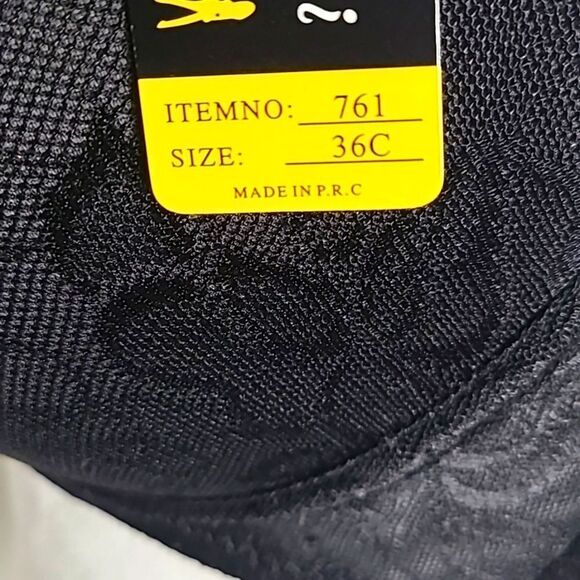 ?
ITEMNO: 761
SIZE: 36C
MADE IN P.R.C